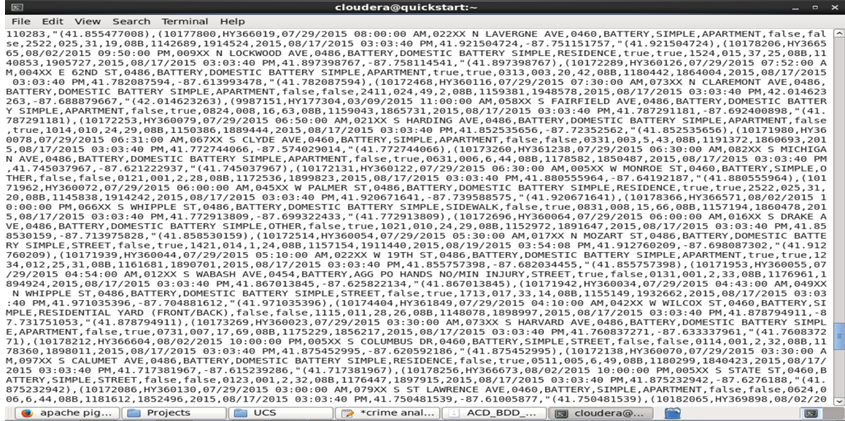 cloudera@quickstart:~
File Edit View Search Terminal Help
110283,"(41.855477008),(10177800,HY366019,07/29/2015 08:00:00 AM,022XX N LAVERGNE AVE,0460,BATTERY,SIMPLE,APARTMENT,false,fal
se,2522,025,31,19,08B,1142689,1914524,2015,08/17/2015 03:03:40 PM,41.921504724,-87.751151757,"(41.921504724),(10178206,HY3665
65,08/02/2015 09:50:00 PM,009XX N LOCKWOOD AVE,0486,BATTERY,DOMESTIC BATTERY SIMPLE,RESIDENCE,true,true,1524,015,37,25,08B,11
40853,1905727,2015,08/17/2015 03:03:40 PM,41.897398767,-87.758114541,"(41.897398767),(10172289,HY360126,07/29/2015 07:52:00 A
M,004XX E 62ND ST,0486,BATTERY,DOMESTIC BATTERY SIMPLE,APARTMENT,true,true,0313,003,20,42,08B,1180442,1864004,2015,08/17/2015
 03:03:40 PM,41.782087594,-87.613993478,"(41.782087594),(10172468,HY360116,07/29/2015 07:30:00 AM,073XX N CLAREMONT AVE,0486,
BATTERY,DOMESTIC BATTERY SIMPLE,APARTMENT,false,false,2411,024,49,2,08B,1159381,1948578,2015,08/17/2015 03:03:40 PM,42.014623
263,-87.688879667,"(42.014623263),(9987151,HY177304,03/09/2015 11:00:00 AM,058XX S FAIRFIELD AVE,0486,BATTERY,DOMESTIC BATTER
Y SIMPLE,APARTMENT,false,true,0824,008,16,63,08B,1159043,1865731,2015,08/17/2015 03:03:40 PM,41.787291181,-87.692400898,"(41.
787291181),(10172253,HY360079,07/29/2015 06:50:00 AM,021XX S HARDING AVE,0486,BATTERY,DOMESTIC BATTERY SIMPLE,APARTMENT,false
,true,1014,010,24,29,08B,1150386,1889444,2015,08/17/2015 03:03:40 PM,41.852535656,-87.72352562,"(41.852535656),(10171980,HY36
0078,07/29/2015 06:31:00 AM,067XX S CLYDE AVE,0460,BATTERY,SIMPLE,APARTMENT,false,false,0331,003,5,43,08B,1191372,1860693,201
5,08/17/2015 03:03:40 PM,41.772744066,-87.574029014,"(41.772744066),(10173260,HY361238,07/29/2015 06:30:00 AM,082XX S MICHIGA
N AVE,0486,BATTERY,DOMESTIC BATTERY SIMPLE,APARTMENT,false,true,0631,006,6,44,08B,1178582,1850487,2015,08/17/2015 03:03:40 PM
,41.745037967,-87.621222937,"(41.745037967),(10172131,HY360122,07/29/2015 06:30:00 AM,005XX W MONROE ST,0460,BATTERY,SIMPLE,O
THER,false,false,0121,001,2,28,08B,1172536,1899823,2015,08/17/2015 03:03:40 PM,41.880555964,-87.64192187,"(41.880555964),(101
71962,HY360072,07/29/2015 06:00:00 AM,045XX W PALMER ST,0486,BATTERY,DOMESTIC BATTERY SIMPLE,RESIDENCE,true,true,2522,025,31,
20,08B,1145838,1914242,2015,08/17/2015 03:03:40 PM,41.920671641,-87.739588575,"(41.920671641),(10178366,HY366571,08/02/2015 1
0:00:00 PM,066XX S WHIPPLE ST,0486,BATTERY,DOMESTIC BATTERY SIMPLE,SIDEWALK,false,true,0831,008,15,66,08B,1157194,1860478,201
5,08/17/2015 03:03:40 PM,41.772913809,-87.699322433,"(41.772913809),(10172696,HY360064,07/29/2015 06:00:00 AM,016XX S DRAKE A
VE,0486,BATTERY,DOMESTIC BATTERY SIMPLE,OTHER,false,true,1021,010,24,29,08B,1152972,1891647,2015,08/17/2015 03:03:40 PM,41.85
8530159,-87.713975828,"(41.858530159),(10172514,HY360054,07/29/2015 05:30:00 AM,017XX N MOZART ST,0486,BATTERY,DOMESTIC BATTE
RY SIMPLE,STREET,false,true,1421,014,1,24,08B,1157154,1911440,2015,08/19/2015 03:54:08 PM,41.912760209,-87.698087302,"(41.912
760209),(10171939,HY360044,07/29/2015 05:10:00 AM,022XX W 19TH ST,0486,BATTERY,DOMESTIC BATTERY SIMPLE,APARTMENT,true,true,12
34,012,25,31,08B,1161681,1890701,2015,08/17/2015 03:03:40 PM,41.855757398,-87.682034455,"(41.855757398),(10171953,HY360055,07
/29/2015 04:54:00 AM,012XX S WABASH AVE,0454,BATTERY,AGG PO HANDS NO/MIN INJURY,STREET,true,false,0131,001,2,33,08B,1176961,1
894924,2015,08/17/2015 03:03:40 PM,41.867013845,-87.625822134,"(41.867013845),(10171942,HY360034,07/29/2015 04:43:00 AM,049XX
 N WHIPPLE ST,0486,BATTERY,DOMESTIC BATTERY SIMPLE,STREET,false,true,1713,017,33,14,08B,1155149,1932662,2015,08/17/2015 03:03
:40 PM,41.971035396,-87.704881612,"(41.971035396),(10174404,HY361849,07/29/2015 04:10:00 AM,042XX W WILCOX ST,0460,BATTERY,SI
MPLE,RESIDENTIAL YARD (FRONT/BACK),false,false,1115,011,28,26,08B,1148078,1898997,2015,08/17/2015 03:03:40 PM,41.878794911,-8
7.731751053,"(41.878794911),(10173269,HY360023,07/29/2015 03:30:00 AM,073XX S HARVARD AVE,0486,BATTERY,DOMESTIC BATTERY SIMPL
E,APARTMENT,false,true,0731,007,17,69,08B,1175229,1856217,2015,08/17/2015 03:03:40 PM,41.760837271,-87.633337961,"(41.7608372
71),(10178212,HY366604,08/02/2015 10:00:00 PM,005XX S COLUMBUS DR,0460,BATTERY,SIMPLE,STREET,false,false,0114,001,2,32,08B,11
78360,1898011,2015,08/17/2015 03:03:40 PM,41.875452995,-87.620592186,"(41.875452995),(10172138,HY360070,07/29/2015 03:30:00 A
M,097XX S CALUMET AVE,0486,BATTERY,DOMESTIC BATTERY SIMPLE,RESIDENCE,false,true,0511,005,6,49,08B,1180299,1840423,2015,08/17/
2015 03:03:40 PM,41.717381967,-87.615239286,"(41.717381967),(10178256,HY366673,08/02/2015 10:00:00 PM,005XX S STATE ST,0460,B
ATTERY,SIMPLE,STREET,false,false,0123,001,2,32,08B,1176447,1897915,2015,08/17/2015 03:03:40 PM,41.875232942,-87.6276188,"(41.
875232942),(10172086,HY360130,07/29/2015 03:00:00 AM,079XX S ST LAWRENCE AVE,0460,BATTERY,SIMPLE,APARTMENT,false,false,0624,0
06,6,44,08B,1181612,1852496,2015,08/17/2015 03:03:40 PM,41.750481539,-87.61005877,"(41.750481539),(10182065,HY369898,08/02/20
apache pig... Projects UCS *crime anal... ACD_BDD_... cloudera@...